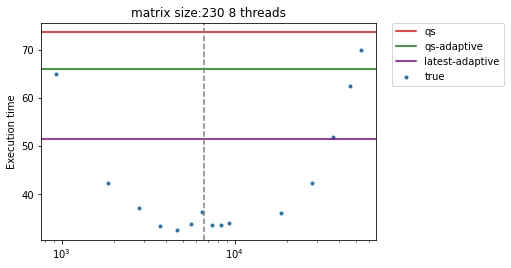 matrix size:230 8 threads
qs
qs-adaptive
latest-adaptive
true
Execution time
70
60
50
40
10³
10⁴